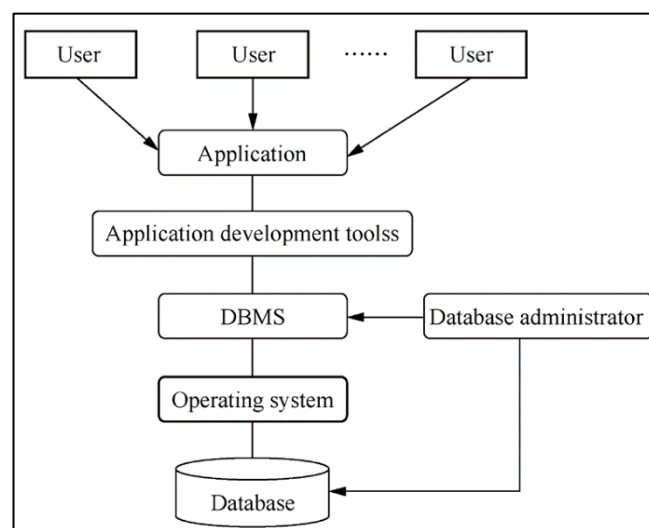 User
User
......
User
Application
Application development toolss
DBMS
Database administrator
Operating system
Database